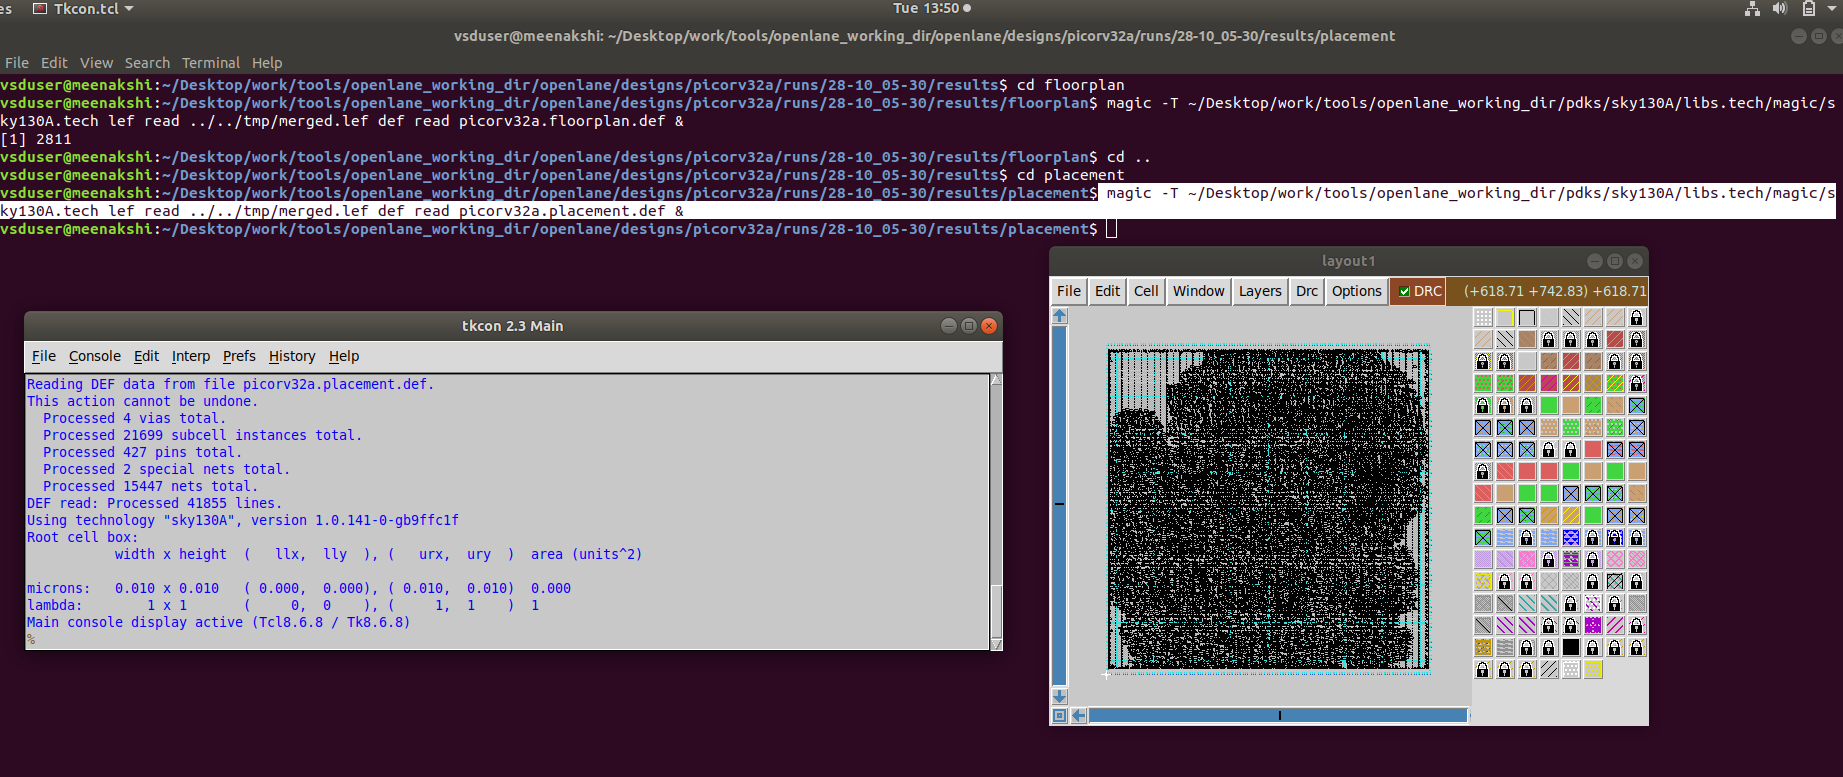 es Tkcon.tcl Tue 13:50
vsduser@meenakshi: ~/Desktop/work/tools/openlane_working_dir/openlane/designs/picorv32a/runs/28-10_05-30/results/placement
File Edit View Search Terminal Help
vsduser@meenakshi:~/Desktop/work/tools/openlane_working_dir/openlane/designs/picorv32a/runs/28-10_05-30/results$ cd floorplan
vsduser@meenakshi:~/Desktop/work/tools/openlane_working_dir/openlane/designs/picorv32a/runs/28-10_05-30/results/floorplan$ magic -T ~/Desktop/work/tools/openlane_working_dir/pdks/sky130A/libs.tech/magic/s
ky130A.tech lef read ../../tmp/merged.lef def read picorv32a.floorplan.def &
[1] 2811
vsduser@meenakshi:~/Desktop/work/tools/openlane_working_dir/openlane/designs/picorv32a/runs/28-10_05-30/results/floorplan$ cd ..
vsduser@meenakshi:~/Desktop/work/tools/openlane_working_dir/openlane/designs/picorv32a/runs/28-10_05-30/results$ cd placement
vsduser@meenakshi:~/Desktop/work/tools/openlane_working_dir/openlane/designs/picorv32a/runs/28-10_05-30/results/placement$ magic -T ~/Desktop/work/tools/openlane_working_dir/pdks/sky130A/libs.tech/magic/s
ky130A.tech lef read ../../tmp/merged.lef def read picorv32a.placement.def &
vsduser@meenakshi:~/Desktop/work/tools/openlane_working_dir/openlane/designs/picorv32a/runs/28-10_05-30/results/placement$
tkcon 2.3 Main
File Console Edit Interp Prefs History Help
Reading DEF data from file picorv32a.placement.def.
This action cannot be undone.
Processed 4 vias total.
Processed 21699 subcell instances total.
Processed 427 pins total.
Processed 2 special nets total.
Processed 15447 nets total.
DEF read: Processed 41855 lines.
Using technology "sky130A", version 1.0.141-0-gb9ffc1f
Root cell box:
width x height ( llx, lly ), ( urx, ury ) area (units^2)
microns: 0.010 x 0.010 ( 0.000, 0.000), ( 0.010, 0.010) 0.000
lambda: 1 x 1 ( 0, 0 ), ( 1, 1 ) 1
Main console display active (Tcl8.6.8 / Tk8.6.8)
%
layout1
File Edit Cell Window Layers Drc Options DRC (+618.71 +742.83) +618.71